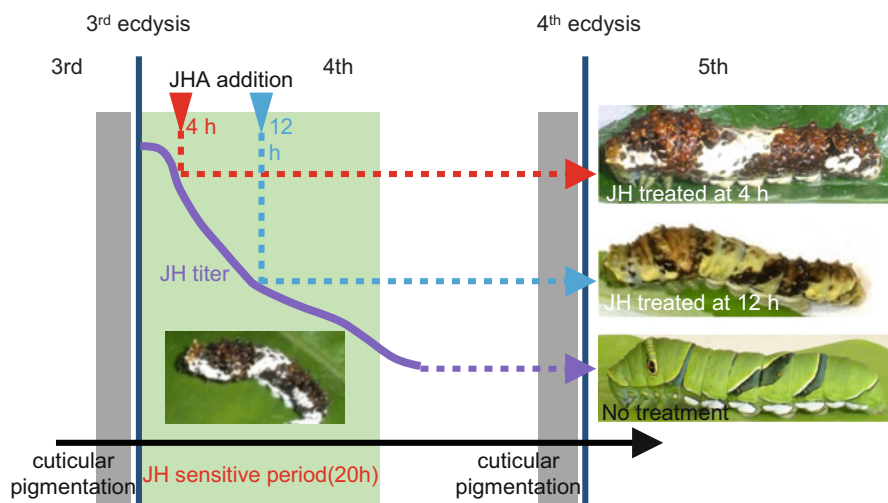 3rd ecdysis
4th ecdysis
3rd
JHA addition
4th
5th
4 h
12
h
JH titer
JH treated at 4 h
JH treated at 12 h
No treatment
cuticular
pigmentation
JH sensitive period(20h)
cuticular
pigmentation